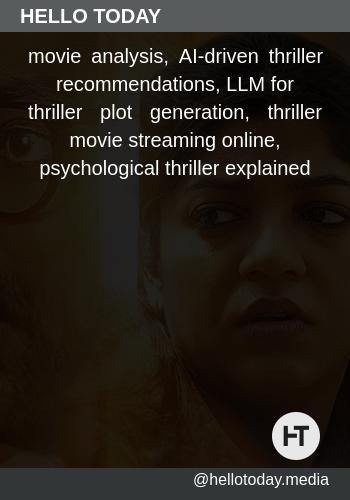 HELLO TODAY
movie analysis, AI-driven thriller
recommendations, LLM for
thriller plot generation, thriller
movie streaming online,
psychological thriller explained
HT
@hellotoday.media